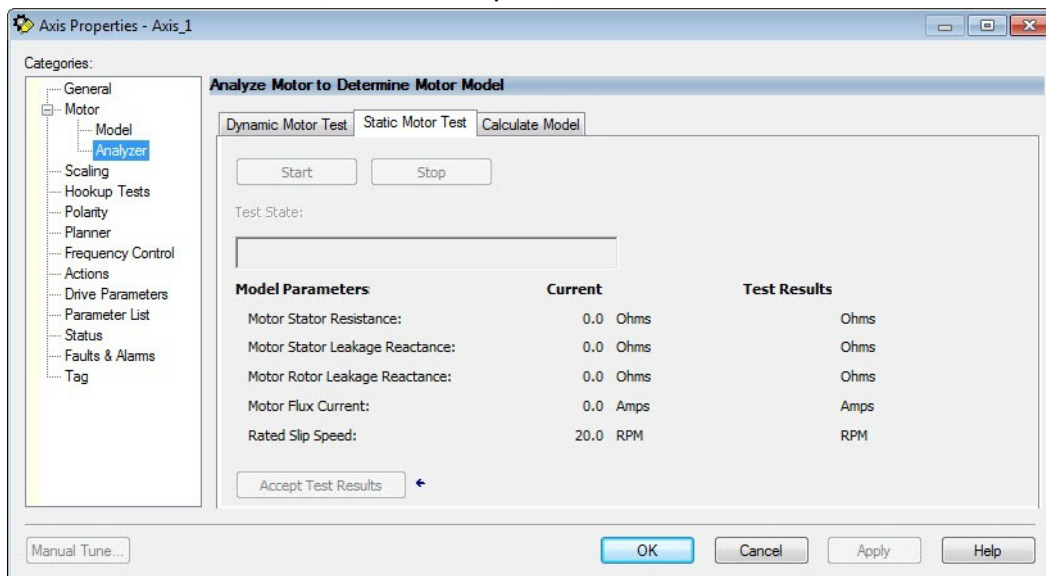 Axis Properties - Axis_1
Categories:
General
Motor
Model
Analyzer
Scaling
Hookup Tests
Polarity
Planner
Frequency Control
Actions
Drive Parameters
Parameter List
Status
Faults & Alarms
Tag
Analyze Motor to Determine Motor Model
Dynamic Motor Test Static Motor Test Calculate Model
Start Stop
Test State:
Model Parameters Current Test Results
Motor Stator Resistance: 0.0 Ohms Ohms
Motor Stator Leakage Reactance: 0.0 Ohms Ohms
Motor Rotor Leakage Reactance: 0.0 Ohms Ohms
Motor Flux Current: 0.0 Amps Amps
Rated Slip Speed: 20.0 RPM RPM
Accept Test Results
Manual Tune... OK Cancel Apply Help